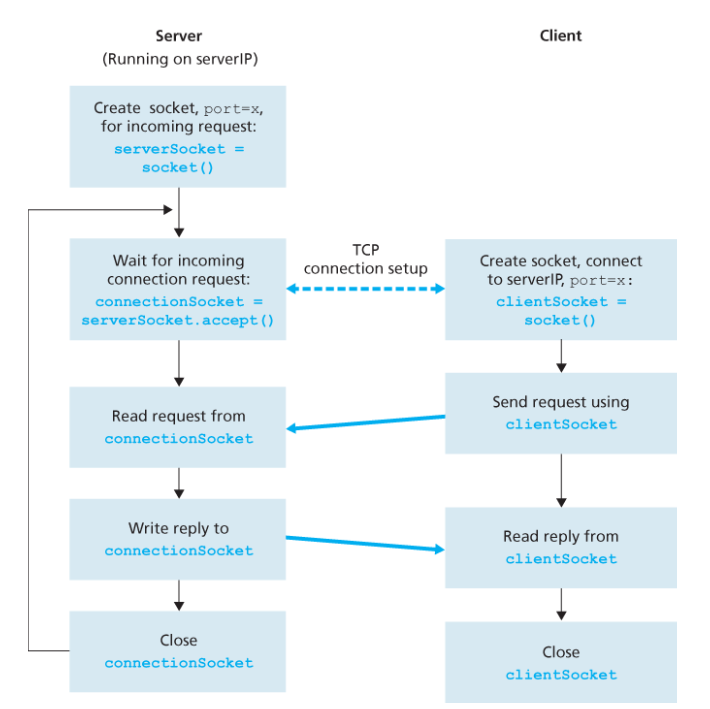 Server
(Running on serverIP)
Client
Create socket, port=x,
for incoming request:
serverSocket =
socket()
Wait for incoming
connection request:
connectionSocket =
serverSocket.accept()
TCP
connection setup
Create socket, connect
to serverIP, port=x:
clientSocket =
socket()
Read request from
connectionSocket
Send request using
clientSocket
Write reply to
connectionSocket
Read reply from
clientSocket
Close
connectionSocket
Close
clientSocket